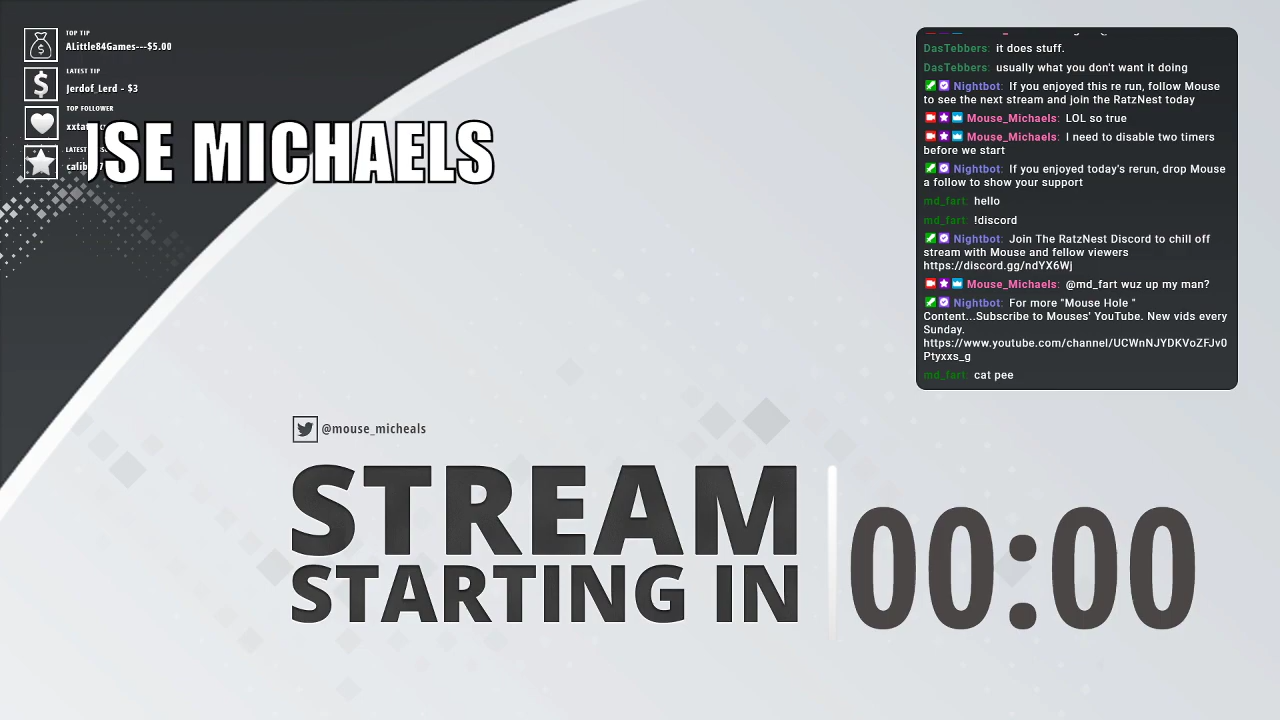 TOP TIP
ALittle84Games---$5.00
LATEST TIP
Jerdof_Lerd - $3
TOP FOLLOWER
JSE MICHAELS
DasTebbers: it does stuff.
DasTebbers: usually what you don't want it doing
Nightbot: If you enjoyed this re run, follow Mouse
to see the next stream and join the RatzNest today
Mouse_Michaels: LOL so true
Mouse_Michaels: I need to disable two timers
before we start
Nightbot: If you enjoyed today's rerun, drop Mouse
a follow to show your support
md_fart: hello
md_fart: !discord
Nightbot: Join The RatzNest Discord to chill off
stream with Mouse and fellow viewers
https://discord.gg/ndYX6Wj
Mouse_Michaels: @md_fart wuz up my man?
Nightbot: For more "Mouse Hole "
Content...Subscribe to Mouses' YouTube. New vids every
Sunday.
https://www.youtube.com/channel/UCWnNJYDKVoZFJv0
Ptyxxs_g
md_fart: cat pee
@mouse_micheals
STREAM
STARTING IN
00:00